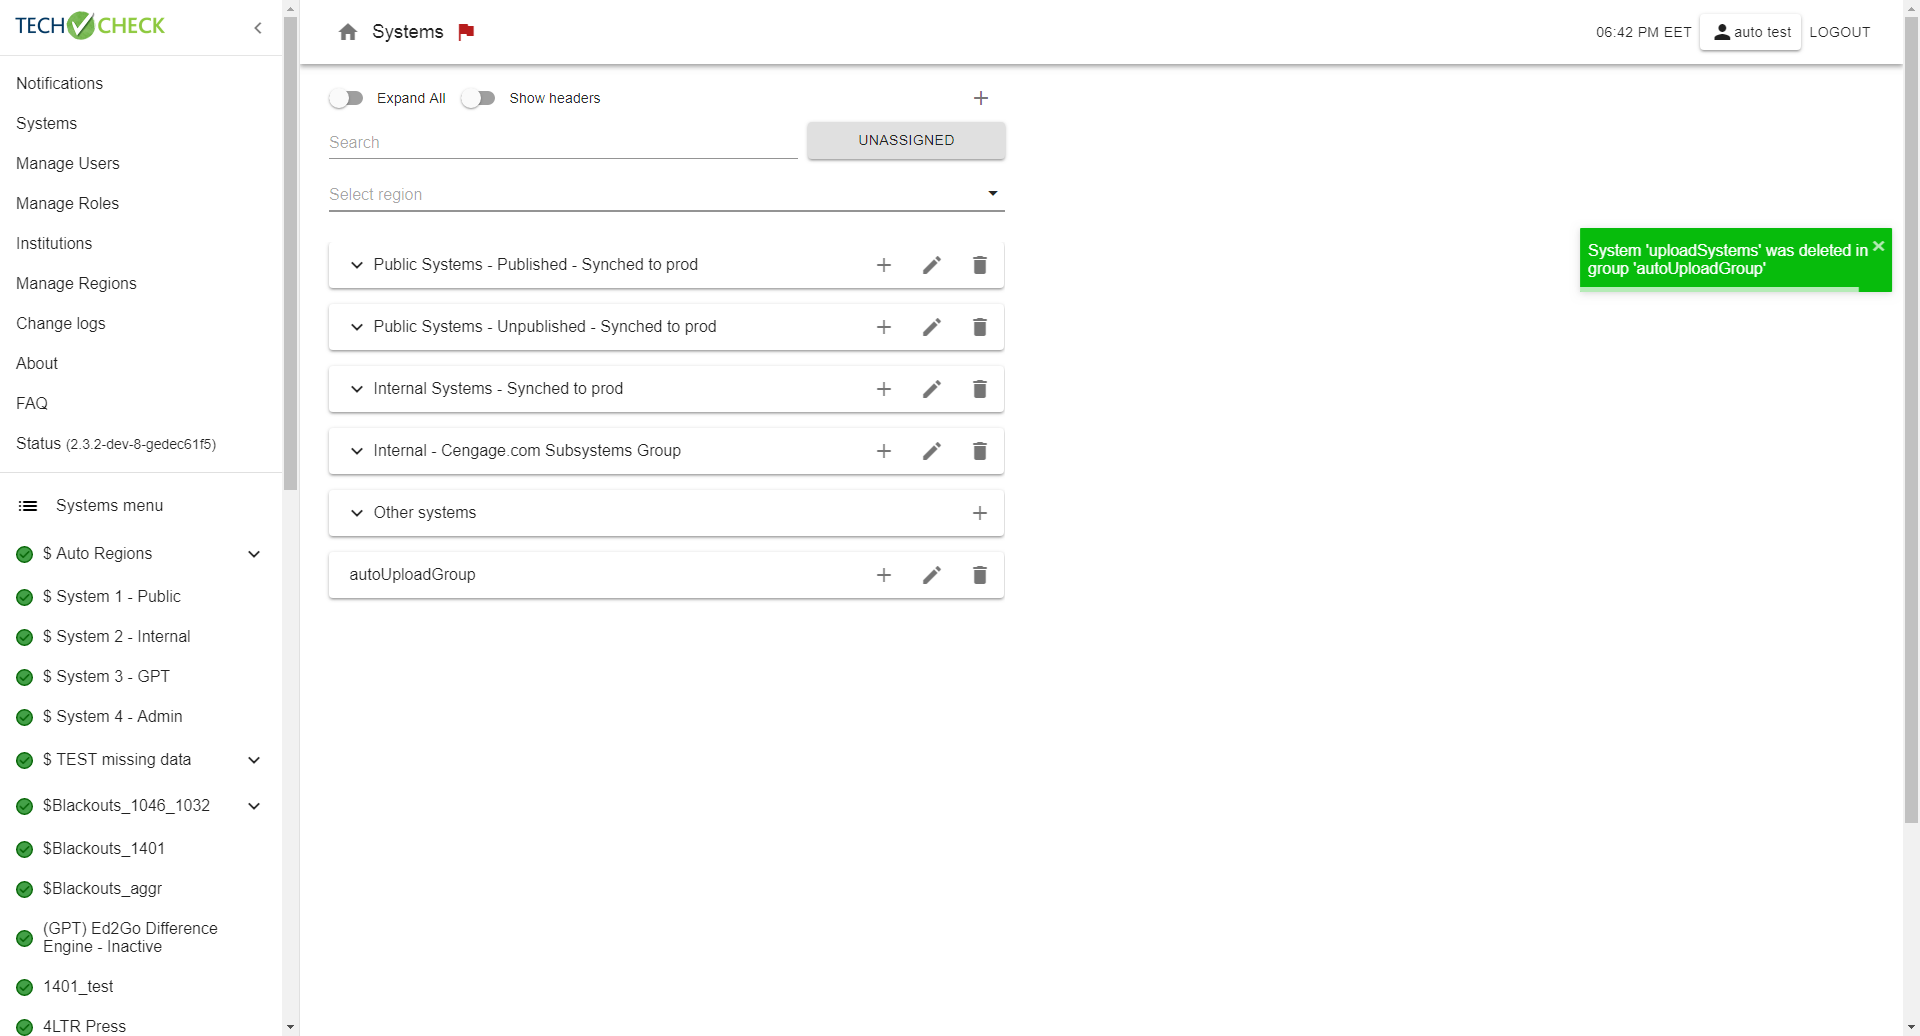 TECH CHECK
Notifications
Systems
Manage Users
Manage Roles
Institutions
Manage Regions
Change logs
About
FAQ
Status (2.3.2-dev-8-gedec61f5)
Systems menu
$ Auto Regions
$ System 1 - Public
$ System 2 - Internal
$ System 3 - GPT
$ System 4 - Admin
$ TEST missing data
$Blackouts_1046_1032
$Blackouts_1401
$Blackouts_aggr
(GPT) Ed2Go Difference
Engine - Inactive
1401_test
4LTR Press
Systems
06:42 PM EET
auto test
LOGOUT
Expand All
Show headers
Search
UNASSIGNED
Select region
Public Systems - Published - Synched to prod
Public Systems - Unpublished - Synched to prod
Internal Systems - Synched to prod
Internal - Cengage.com Subsystems Group
Other systems
autoUploadGroup
System 'uploadSystems' was deleted in
group 'autoUploadGroup'